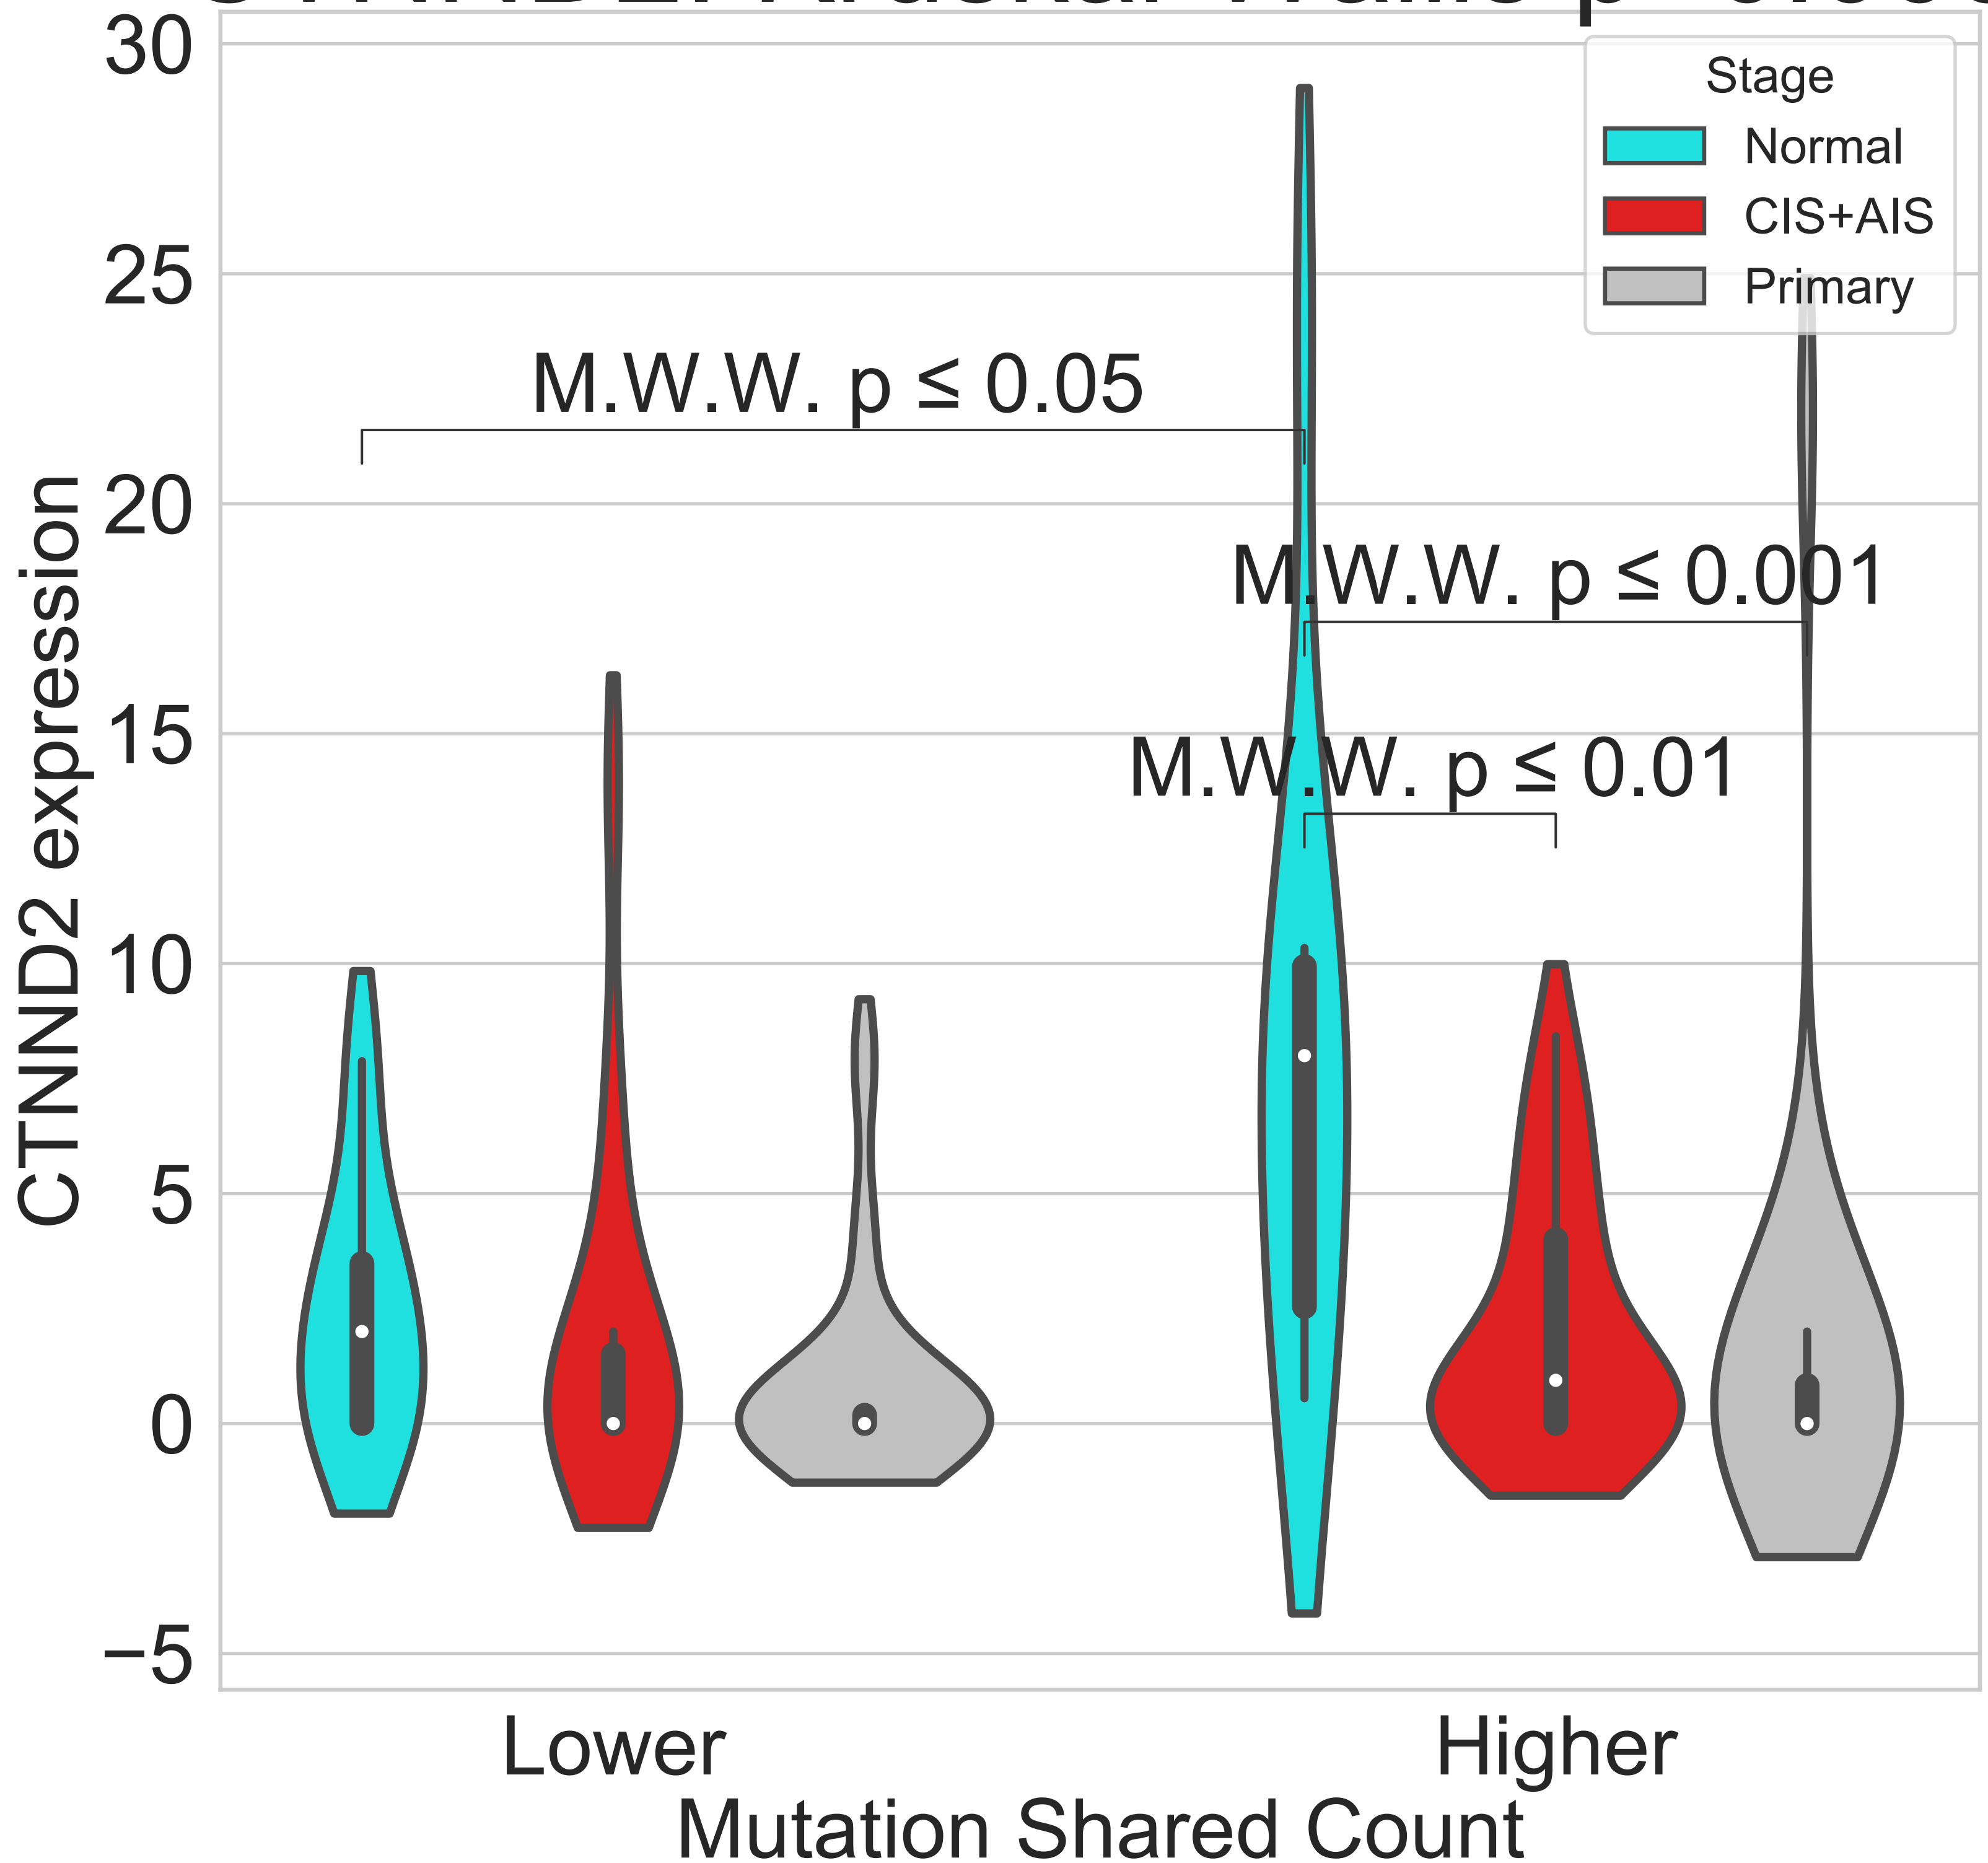 30
Stage
Normal
CIS+AIS
Primary
25
M.W.W. p ≤ 0.05
20
M.W.W. p ≤ 0.001
15
M.W.W. p ≤ 0.01
10
5
0
−5
CTNND2 expression
Lower
Higher
Mutation Shared Count